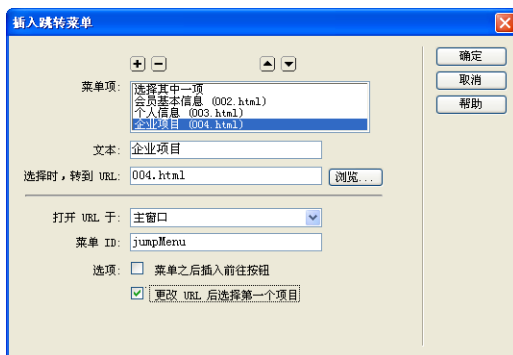 插入跳转菜单
确定
取消
帮助
菜单项:
选择其中一项
会员基本信息 (002.html)
个人信息 (003.html)
企业项目 (004.html)
文本: 企业项目
选择时，转到 URL: 004.html 浏览...
打开 URL 于: 主窗口
菜单 ID: jumpMenu
选项: 菜单之后插入前往按钮
更改 URL 后选择第一个项目